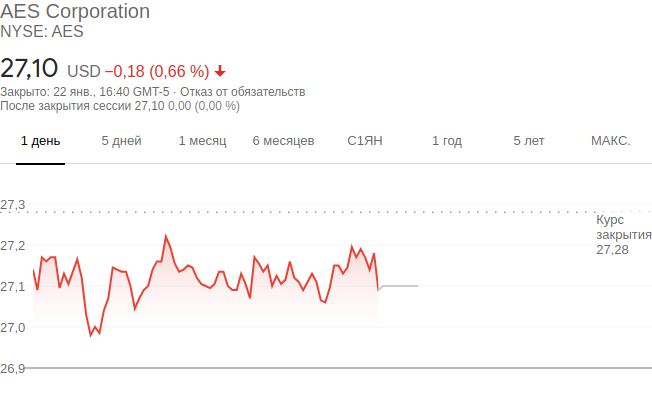 AES Corporation
NYSE: AES
27,10 USD −0,18 (0,66 %)
Закрыто: 22 янв., 16:40 GMT-5 · Отказ от обязательств
После закрытия сессии 27,10 0,00 (0,00 %)
1 день 5 дней 1 месяц 6 месяцев С1ЯН 1 год 5 лет МАКС.
27,3
Курс
закрытия
27,28
27,2
27,1
27,0
26,9